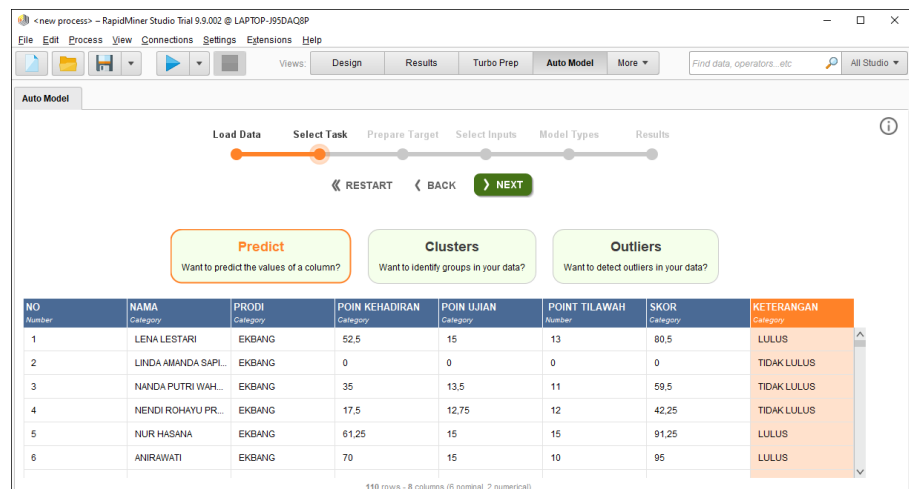 <new process> – RapidMiner Studio Trial 9.9.002 @ LAPTOP-J95DAQ8P
File Edit Process View Connections Settings Extensions Help
Views: Design Results Turbo Prep Auto Model More Find data, operators...etc All Studio
Auto Model
Load Data Select Task Prepare Target Select Inputs Model Types Results
RESTART BACK NEXT
Predict Clusters Outliers
Want to predict the values of a column? Want to identify groups in your data? Want to detect outliers in your data?
NO NAMA PRODI POIN KEHADIRAN POIN UJIAN POINT TILAWAH SKOR KETERANGAN
Number Category Category Category Category Number Category Category
1 LENA LESTARI EKBANG 52,5 15 13 80,5 LULUS
2 LINDA AMANDA SAPI... EKBANG 0 0 0 0 TIDAK LULUS
3 NANDA PUTRI WAH... EKBANG 35 13,5 11 59,5 TIDAK LULUS
4 NENDI ROHAYU PR... EKBANG 17,5 12,75 12 42,25 TIDAK LULUS
5 NUR HASANA EKBANG 61,25 15 15 91,25 LULUS
6 ANIRAWATI EKBANG 70 15 10 95 LULUS
110 rows - 8 columns (6 nominal, 2 numerical)